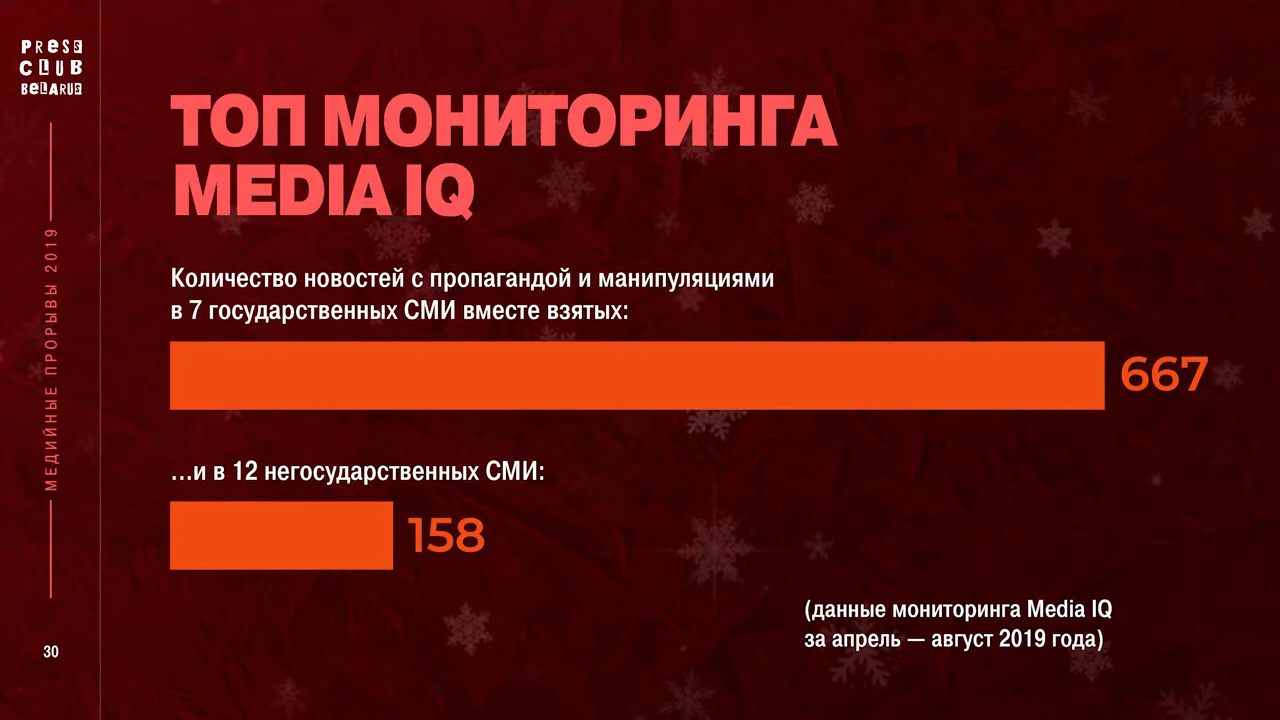 PRESS
CLUB
BELARUS
МЕДИЙНЫЕ ПРОРЫВЫ 2019
30
ТОП МОНИТОРИНГА
MEDIA IQ
Количество новостей с пропагандой и манипуляциями
в 7 государственных СМИ вместе взятых:
667
...и в 12 негосударственных СМИ:
158
(данные мониторинга Media IQ
за апрель — август 2019 года)